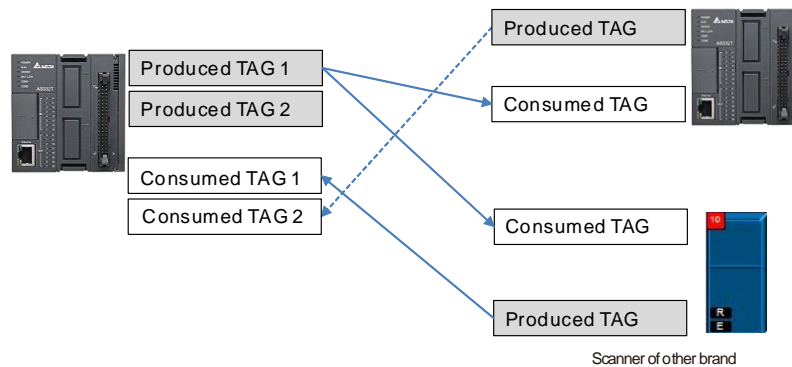 Produced TAG 1
Produced TAG 2
Consumed TAG 1
Consumed TAG 2
Produced TAG
Consumed TAG
Consumed TAG
Produced TAG
10
R
E
Scanner of other brand